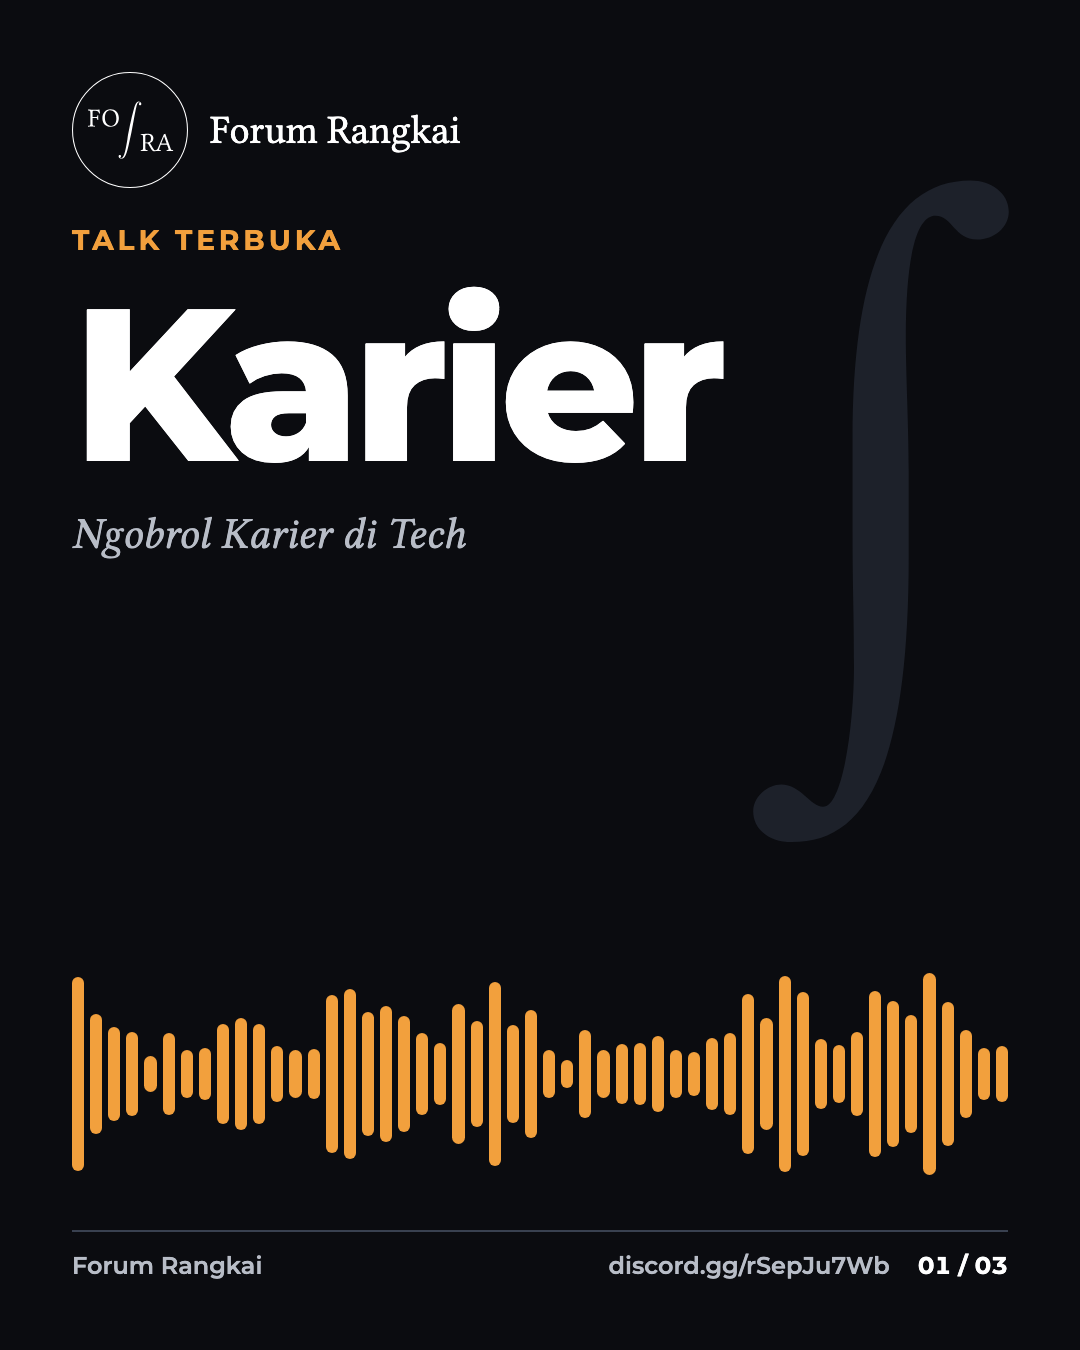 FO∫RA
Forum Rangkai
TALK TERBUKA
Karier
Ngobrol Karier di Tech
Forum Rangkai
discord.gg/rSepJu7Wb
01 / 03